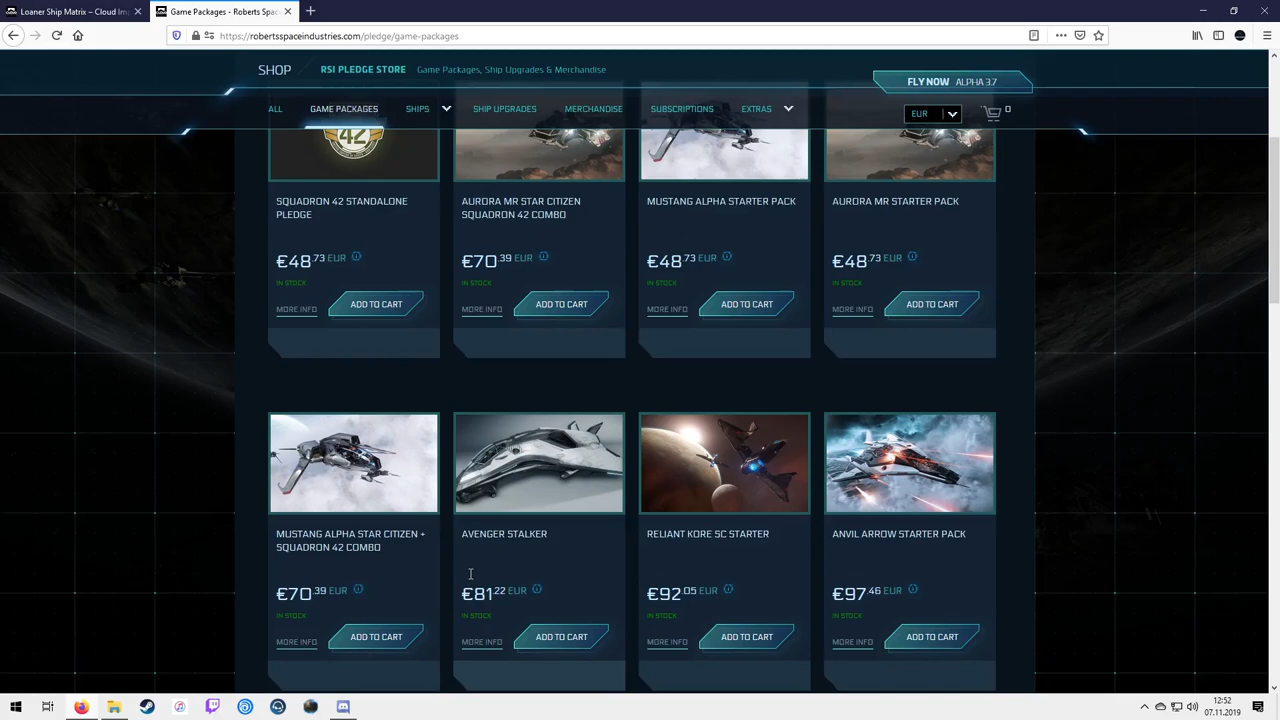 Loaner Ship Matrix – Cloud Im
Game Packages - Roberts Spac
https://robertsspaceindustries.com/pledge/game-packages
SHOP
RSI PLEDGE STORE
Game Packages, Ship Upgrades & Merchandise
FLY NOW ALPHA 3.7
ALL
GAME PACKAGES
SHIPS
SHIP UPGRADES
MERCHANDISE
SUBSCRIPTIONS
EXTRAS
EUR
0
42
SQUADRON 42 STANDALONE
PLEDGE
€48.73 EUR
IN STOCK
MORE INFO
ADD TO CART
AURORA MR STAR CITIZEN
SQUADRON 42 COMBO
€70.39 EUR
IN STOCK
MORE INFO
ADD TO CART
MUSTANG ALPHA STARTER PACK
€48.73 EUR
IN STOCK
MORE INFO
ADD TO CART
AURORA MR STARTER PACK
€48.73 EUR
IN STOCK
MORE INFO
ADD TO CART
MUSTANG ALPHA STAR CITIZEN +
SQUADRON 42 COMBO
€70.39 EUR
IN STOCK
MORE INFO
ADD TO CART
AVENGER STALKER
€81.22 EUR
IN STOCK
MORE INFO
ADD TO CART
RELIANT KORE SC STARTER
€92.05 EUR
IN STOCK
MORE INFO
ADD TO CART
ANVIL ARROW STARTER PACK
€97.46 EUR
IN STOCK
MORE INFO
ADD TO CART
12:52
07.11.2019